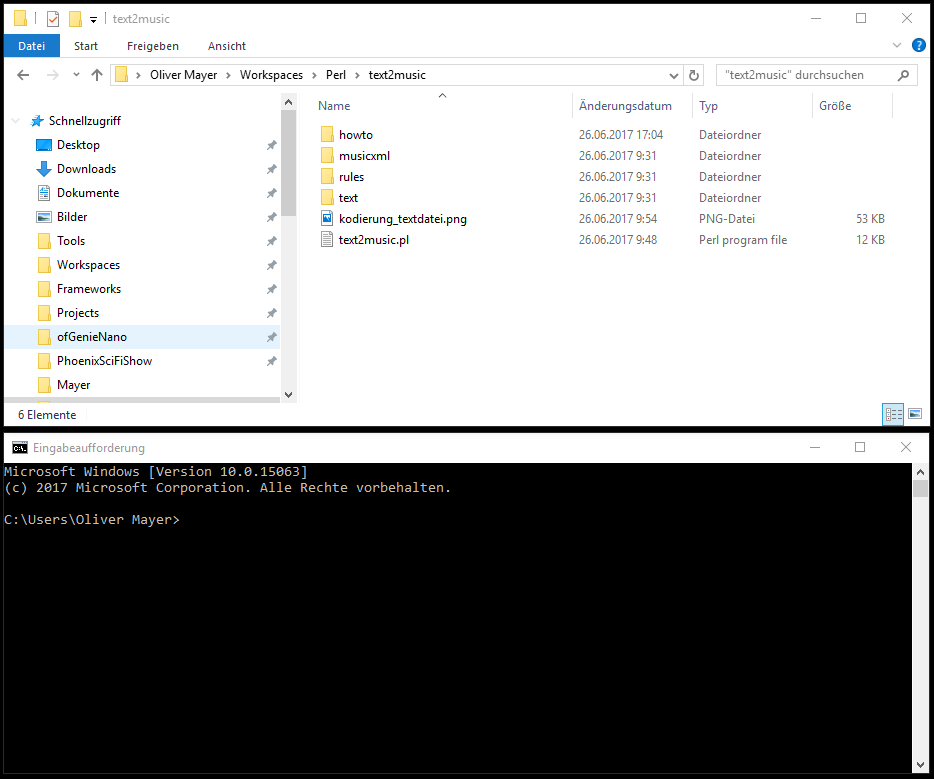 text2music
Datei Start Freigeben Ansicht
Oliver Mayer Workspaces Perl text2music "text2music" durchsuchen
Name Änderungsdatum Typ Größe
Schnellzugriff
Desktop
Downloads
Dokumente
Bilder
Tools
Workspaces
Frameworks
Projects
ofGenieNano
PhoenixSciFiShow
Mayer
howto 26.06.2017 17:04 Dateiordner
musicxml 26.06.2017 9:31 Dateiordner
rules 26.06.2017 9:31 Dateiordner
text 26.06.2017 9:31 Dateiordner
kodierung_textdatei.png 26.06.2017 9:54 PNG-Datei 53 KB
text2music.pl 26.06.2017 9:48 Perl program file 12 KB
6 Elemente
Eingabeaufforderung
Microsoft Windows [Version 10.0.15063]
(c) 2017 Microsoft Corporation. Alle Rechte vorbehalten.
C:\Users\Oliver Mayer>